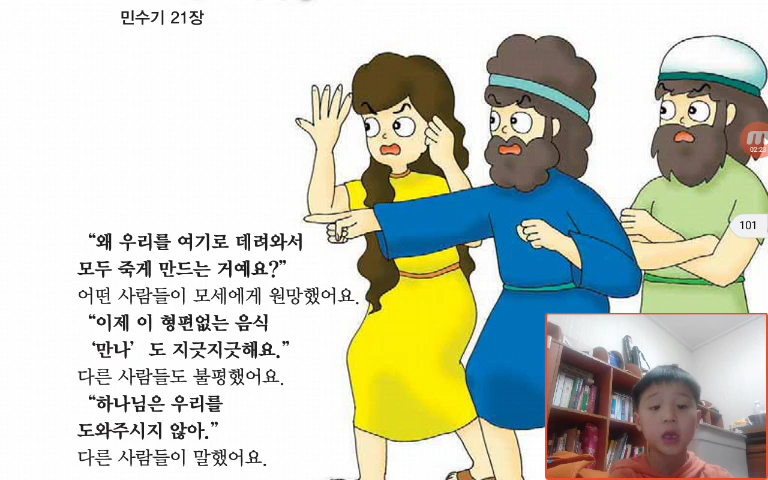 민수기 21장
“왜 우리를 여기로 데려와서
모두 죽게 만드는 거예요?”
어떤 사람들이 모세에게 원망했어요.
“이제 이 형편없는 음식
‘만나’ 도 지긋지긋해요.”
다른 사람들도 불평했어요.
“하나님은 우리를
도와주시지 않아.”
다른 사람들이 말했어요.
02:28
101